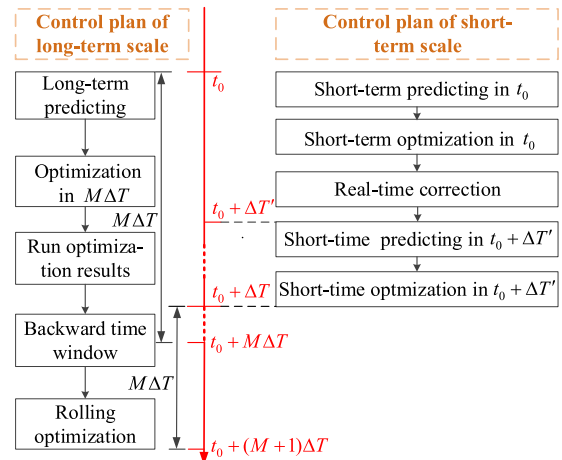 Control plan of
long-term scale
Long-term
predicting
Optimization
in MΔT
MΔT
Run optimiza-
tion results
Backward time
window
MΔT
Rolling
optimization
t₀
t₀ + ΔT′
t₀ + ΔT
t₀ + MΔT
t₀ + (M +1)ΔT
Control plan of short-
term scale
Short-term predicting in t₀
Short-term optmization in t₀
Real-time correction
Short-time predicting in t₀ + ΔT′
Short-time optmization in t₀ + ΔT′